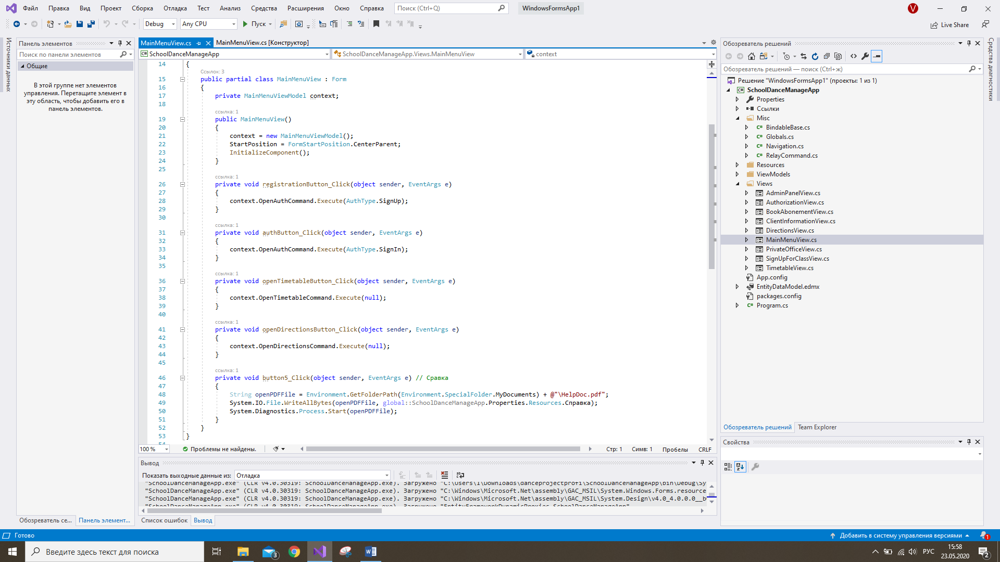 Файл Правка Вид Проект Сборка Отладка Тест Анализ Средства Расширения Окно Справка Поиск (Ctrl+Q) WindowsFormsApp1 V
Debug Any CPU Пуск Live Share
Источники данных
Панель элементов
Поиск по панели элементов
Общие
В этой группе нет элементов
управления. Перетащите элемент в
эту область, чтобы добавить его в
панель элементов.
Обозреватель се... Панель элемент...
MainMenuView.cs MainMenuView.cs [Конструктор]
SchoolDanceManageApp SchoolDanceManageApp.Views.MainMenuView context
14 {
Ссылок: 3
15 public partial class MainMenuView : Form
16 {
17 private MainMenuViewModel context;
18
ссылка: 1
19 public MainMenuView()
20 {
21 context = new MainMenuViewModel();
22 StartPosition = FormStartPosition.CenterParent;
23 InitializeComponent();
24 }
25
ссылка: 1
26 private void registrationButton_Click(object sender, EventArgs e)
27 {
28 context.OpenAuthCommand.Execute(AuthType.SignUp);
29 }
30
ссылка: 1
31 private void authButton_Click(object sender, EventArgs e)
32 {
33 context.OpenAuthCommand.Execute(AuthType.SignIn);
34 }
35
ссылка: 1
36 private void openTimetableButton_Click(object sender, EventArgs e)
37 {
38 context.OpenTimetableCommand.Execute(null);
39 }
40
ссылка: 1
41 private void openDirectionsButton_Click(object sender, EventArgs e)
42 {
43 context.OpenDirectionsCommand.Execute(null);
44 }
45
ссылка: 1
46 private void button5_Click(object sender, EventArgs e) // Сравка
47 {
48 String openPDFFile = Environment.GetFolderPath(Environment.SpecialFolder.MyDocuments) + @"\HelpDoc.pdf";
49 System.IO.File.WriteAllBytes(openPDFFile, global::SchoolDanceManageApp.Properties.Resources.Справка);
50 System.Diagnostics.Process.Start(openPDFFile);
51 }
52 }
53 }
100 % Проблемы не найдены. Стр: 1 Симв: 1 Пробелы CRLF
Вывод
Показать выходные данные из: Отладка
"SchoolDanceManageApp.exe" (CLR v4.0.30319: SchoolDanceManageApp.exe). Загружено "C:\Users\1\Downloads\danceprojectprofi\SchoolDanceManageApp\bin\Debug\Sy
"SchoolDanceManageApp.exe" (CLR v4.0.30319: SchoolDanceManageApp.exe). Загружено "C:\Windows\Microsoft.Net\assembly\GAC_MSIL\System.Windows.Forms.resource
"SchoolDanceManageApp.exe" (CLR v4.0.30319: SchoolDanceManageApp.exe). Загружено "C:\Windows\Microsoft.Net\assembly\GAC_MSIL\System.Design\v4.0_4.0.0.0__b
"SchoolDanceManageApp.exe" (CLR v4.0.30319: SchoolDanceManageApp.exe). Загружено "EntityFrameworkDynamicProxies-SchoolDanceManageApp"
Список ошибок Вывод
Обозреватель решений
Обозреватель решений — поиск (Ctrl+ж)
Решение "WindowsFormsApp1" (проекты: 1 из 1)
SchoolDanceManageApp
Properties
Ссылки
Misc
BindableBase.cs
Globals.cs
Navigation.cs
RelayCommand.cs
Resources
ViewModels
Views
AdminPanelView.cs
AuthorizationView.cs
BookAbonementView.cs
ClientInformationView.cs
DirectionsView.cs
MainMenuView.cs
PrivateOfficeView.cs
SignUpForClassView.cs
TimetableView.cs
App.config
EntityDataModel.edmx
packages.config
Program.cs
Обозреватель решений Team Explorer
Свойства
Средства диагностики
Готово Добавить в систему управления версиями 1
Введите здесь текст для поиска 3 РУС 15:58
23.05.2020 2